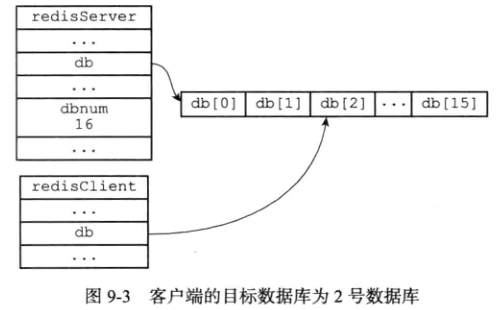 redisServer
...
db
...
dbnum
16
...
db[0] db[1] db[2] ... db[15]
redisClient
...
db
...
图 9-3 客户端的目标数据库为 2 号数据库